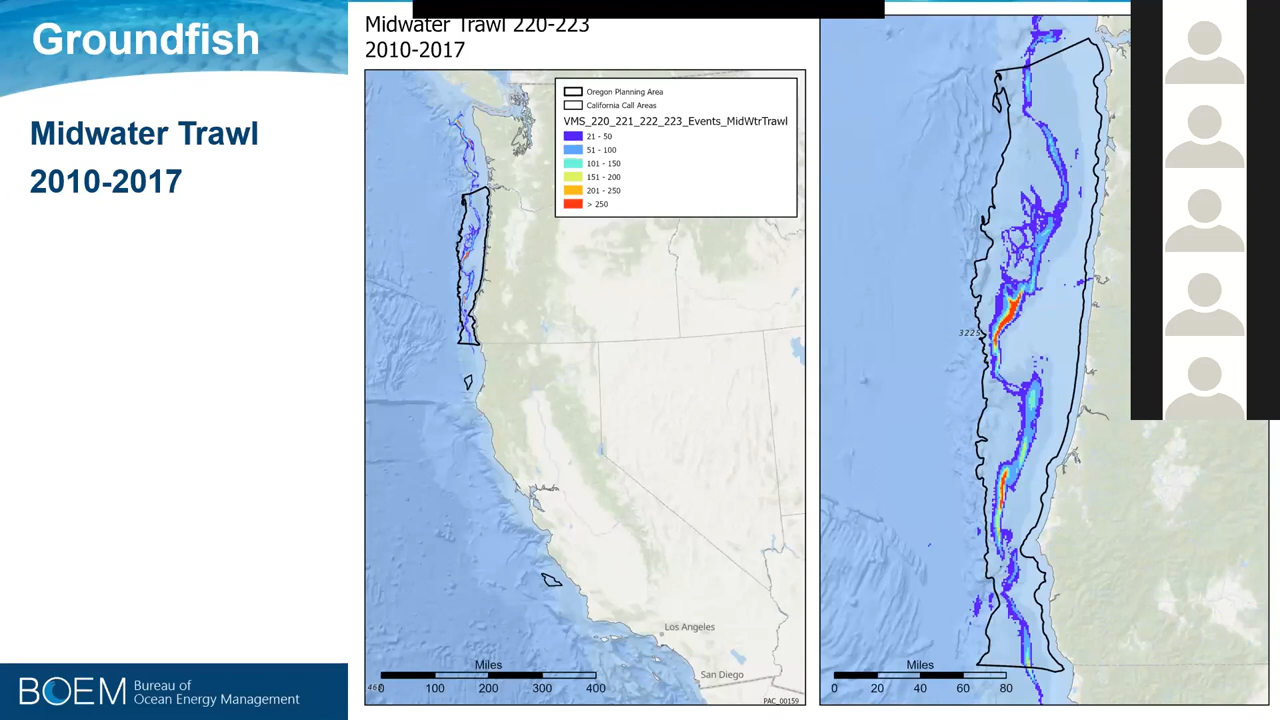 Groundfish
Midwater Trawl
2010-2017
BOEM
Bureau of
Ocean Energy Management
Midwater Trawl 220-223
2010-2017
Oregon Planning Area
California Call Areas
VMS_220_221_222_223_Events_MidWtrTrawl
21 - 50
51 - 100
101 - 150
151 - 200
201 - 250
> 250
Los Angeles
San Diego
Miles
0 100 200 300 400
PAC_00159
3225
Miles
0 20 40 60 80